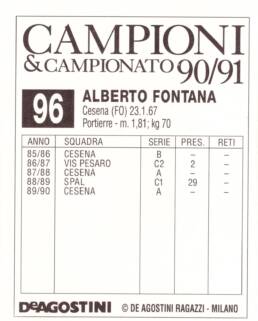 CAMPIONI
& CAMPIONATO 90/91
96 ALBERTO FONTANA
Cesena (FO) 23.1.67
Portierre - m. 1,81; kg 70
ANNO SQUADRA SERIE PRES. RETI
85/86 CESENA B – –
86/87 VIS PESARO C2 2 –
87/88 CESENA A – –
88/89 SPAL C1 29 –
89/90 CESENA A – –
DeAGOSTINI © DE AGOSTINI RAGAZZI - MILANO